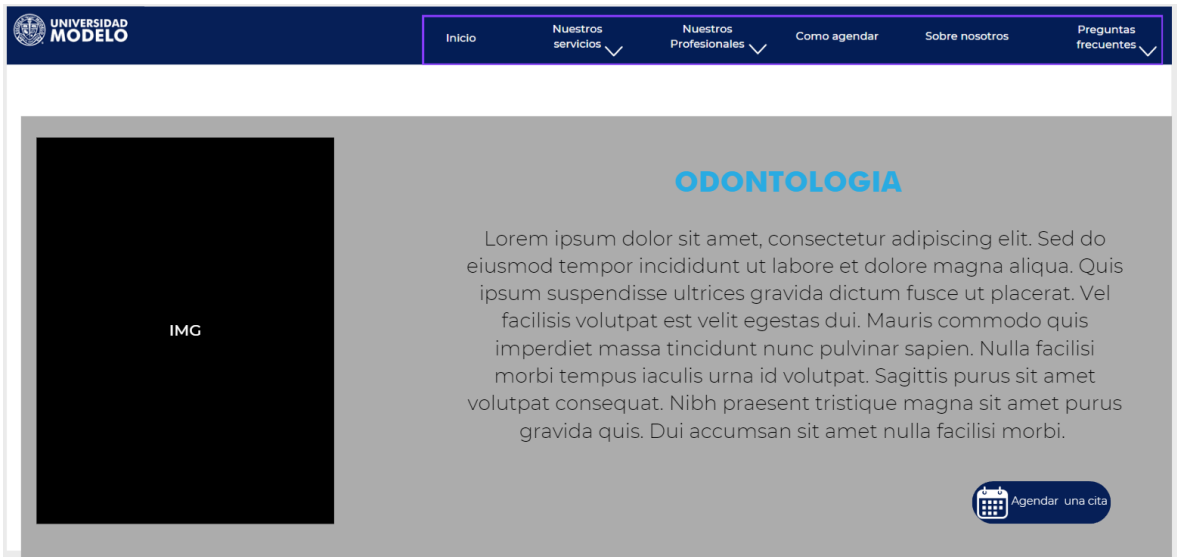 UNIVERSIDAD
MODELO
Inicio
Nuestros
servicios
Nuestros
Profesionales
Como agendar
Sobre nosotros
Preguntas
frecuentes
IMG
ODONTOLOGIA
Lorem ipsum dolor sit amet, consectetur adipiscing elit. Sed do
eiusmod tempor incididunt ut labore et dolore magna aliqua. Quis
ipsum suspendisse ultrices gravida dictum fusce ut placerat. Vel
facilisis volutpat est velit egestas dui. Mauris commodo quis
imperdiet massa tincidunt nunc pulvinar sapien. Nulla facilisi
morbi tempus iaculis urna id volutpat. Sagittis purus sit amet
volutpat consequat. Nibh praesent tristique magna sit amet purus
gravida quis. Dui accumsan sit amet nulla facilisi morbi.
Agendar una cita